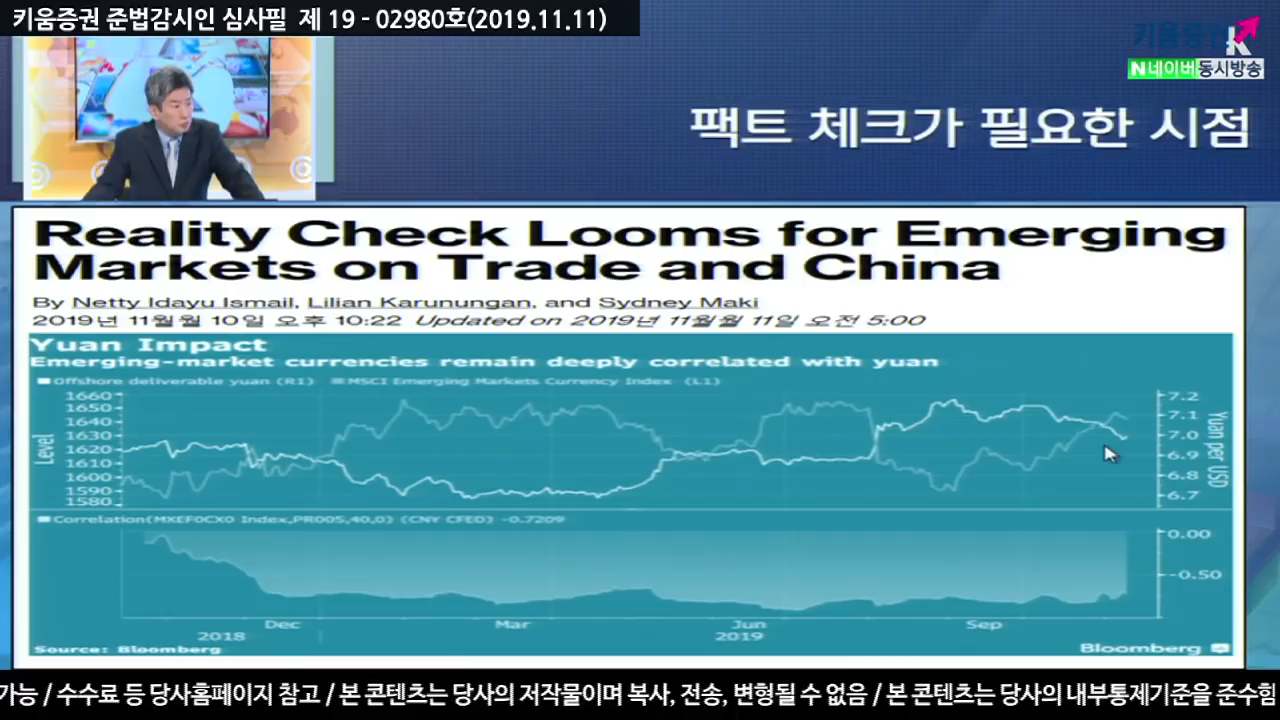 키움증권 준법감시인 심사필 제 19 - 02980호(2019.11.11)
키움증권
N네이버 동시방송
팩트 체크가 필요한 시점
Reality Check Looms for Emerging
Markets on Trade and China
By Netty Idayu Ismail, Lilian Karunungan, and Sydney Maki
2019년 11월월 10일 오후 10:22 Updated on 2019년 11월월 11일 오전 5:00
Yuan Impact
Emerging-market currencies remain deeply correlated with yuan
Offshore deliverable yuan (R1) MSCI Emerging Markets Currency Index (L1)
1660
1650
1640
1630
1620
1610
1600
1590
1580
Level
7.2
7.1
7.0
6.9
6.8
6.7
Yuan per USD
Correlation(MXEF0CX0 Index,PR005,40,0) (CNY CFED) -0.7209
0.00
-0.50
Dec Mar Jun Sep
2018 2019
Source: Bloomberg
Bloomberg
가능 / 수수료 등 당사홈페이지 참고 / 본 콘텐츠는 당사의 저작물이며 복사, 전송, 변형될 수 없음 / 본 콘텐츠는 당사의 내부통제기준을 준수힘